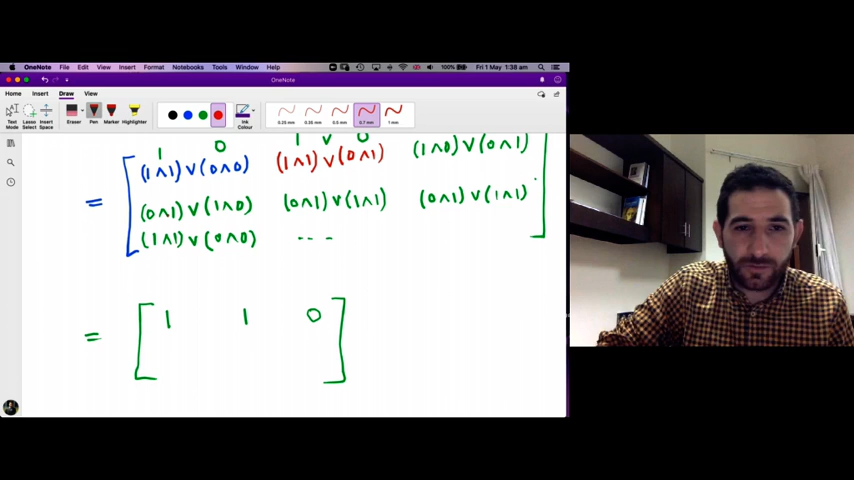 OneNote File Edit View Insert Format Notebooks Tools Window Help 100% Fri 1 May 1:38 am
OneNote
Home Insert Draw View
Text Mode Lasso Select Insert Space Eraser Pen Marker Highlighter Ink Colour 0.25 mm 0.35 mm 0.5 mm 0.7 mm 1 mm
1 0 1 v 0
= [ (1∧1)∨(0∧0) (1∧1)∨(0∧1) (1∧0)∨(0∧1)
(0∧1)∨(1∧0) (0∧1)∨(1∧1) (0∧1)∨(1∧1)
(1∧1)∨(0∧0) .... ]
= [ 1 1 0 ]